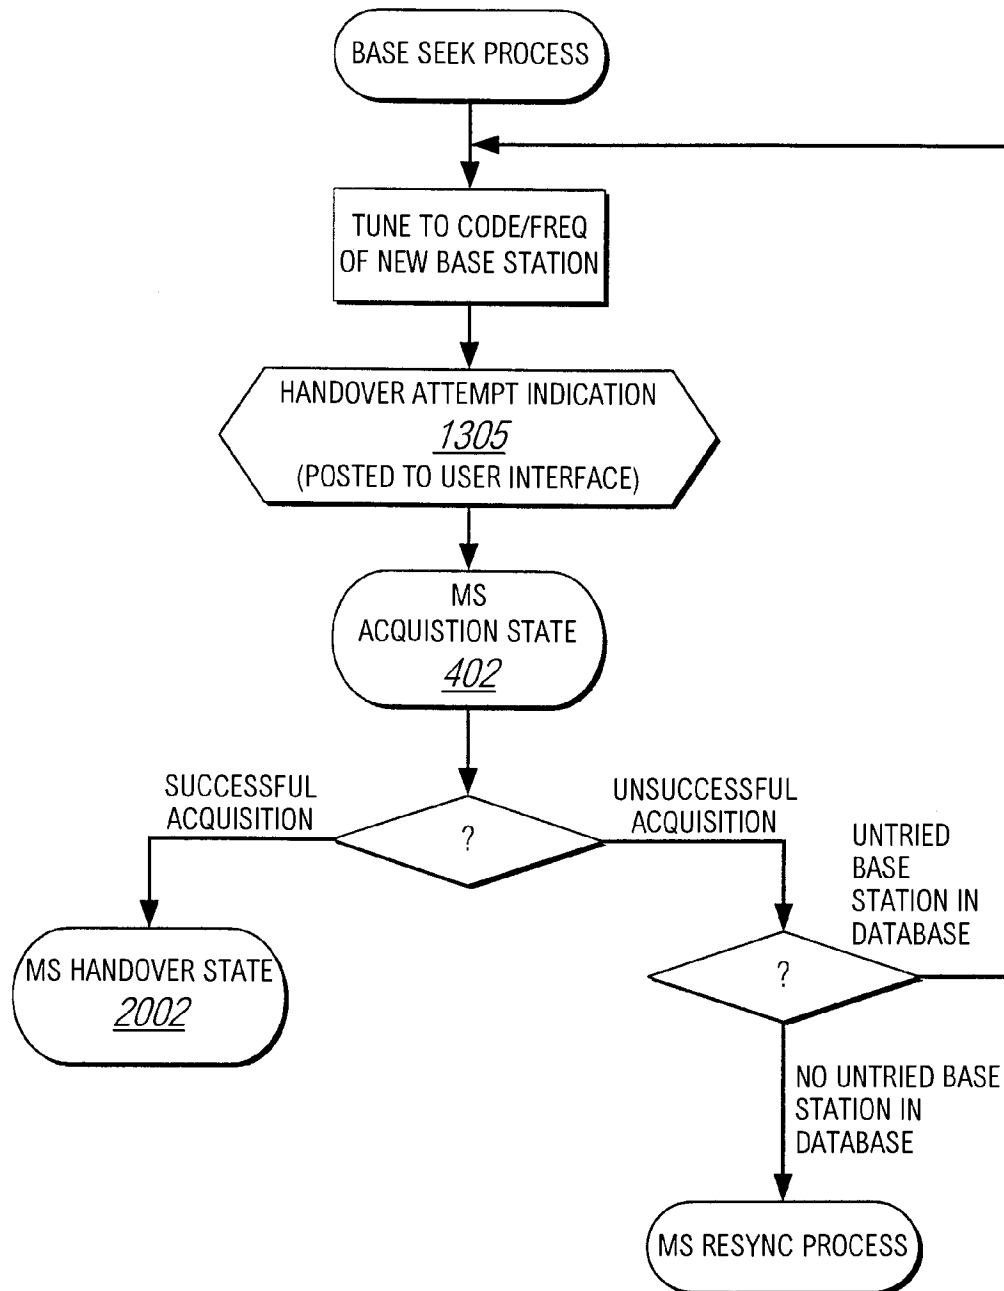 BASE SEEK PROCESS
TUNE TO CODE/FREQ
OF NEW BASE STATION
HANDOVER ATTEMPT INDICATION
1305
(POSTED TO USER INTERFACE)
MS
ACQUISTION STATE
402
SUCCESSFUL
ACQUISITION
?
UNSUCCESSFUL
ACQUISITION
UNTRIED
BASE
STATION IN
DATABASE
MS HANDOVER STATE
2002
?
NO UNTRIED BASE
STATION IN
DATABASE
MS RESYNC PROCESS